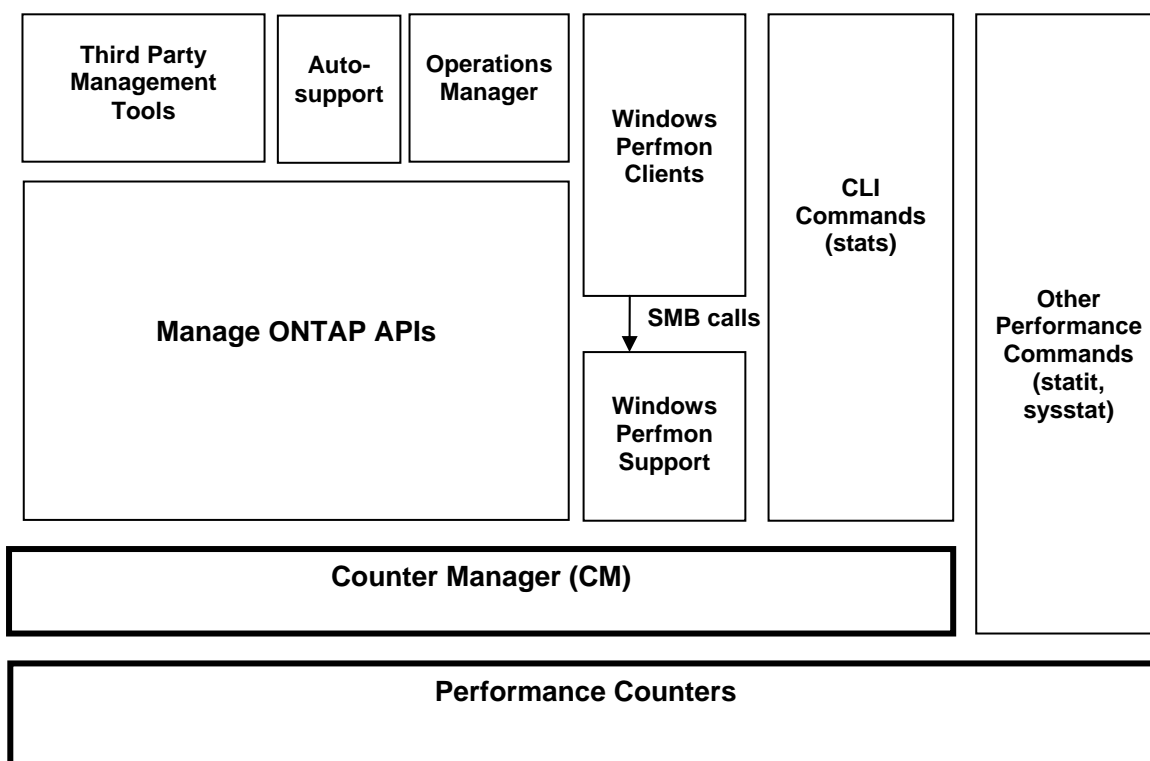 Third Party
Management
Tools
Auto-
support
Operations
Manager
Windows
Perfmon
Clients
CLI
Commands
(stats)
Other
Performance
Commands
(statit,
sysstat)
Manage ONTAP APIs
SMB calls
Windows
Perfmon
Support
Counter Manager (CM)
Performance Counters